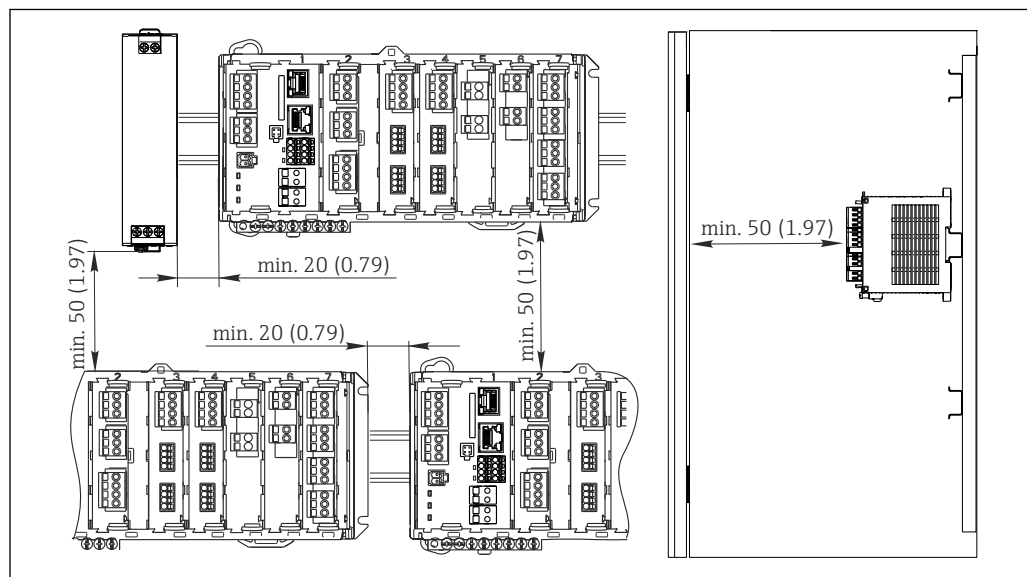 1 2 3 4 5 6 7
min. 50 (1.97)
min. 20 (0.79)
min. 50 (1.97)
min. 50 (1.97)
min. 20 (0.79)
2 3 4 5 6 7
1 2 3